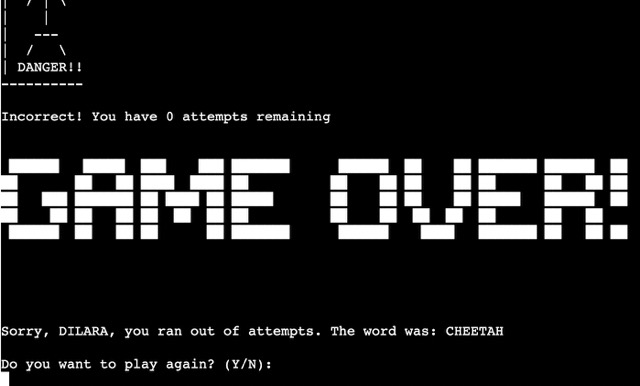 DANGER!!
Incorrect! You have 0 attempts remaining
GAME OVER!
Sorry, DILARA, you ran out of attempts. The word was: CHEETAH
Do you want to play again? (Y/N):